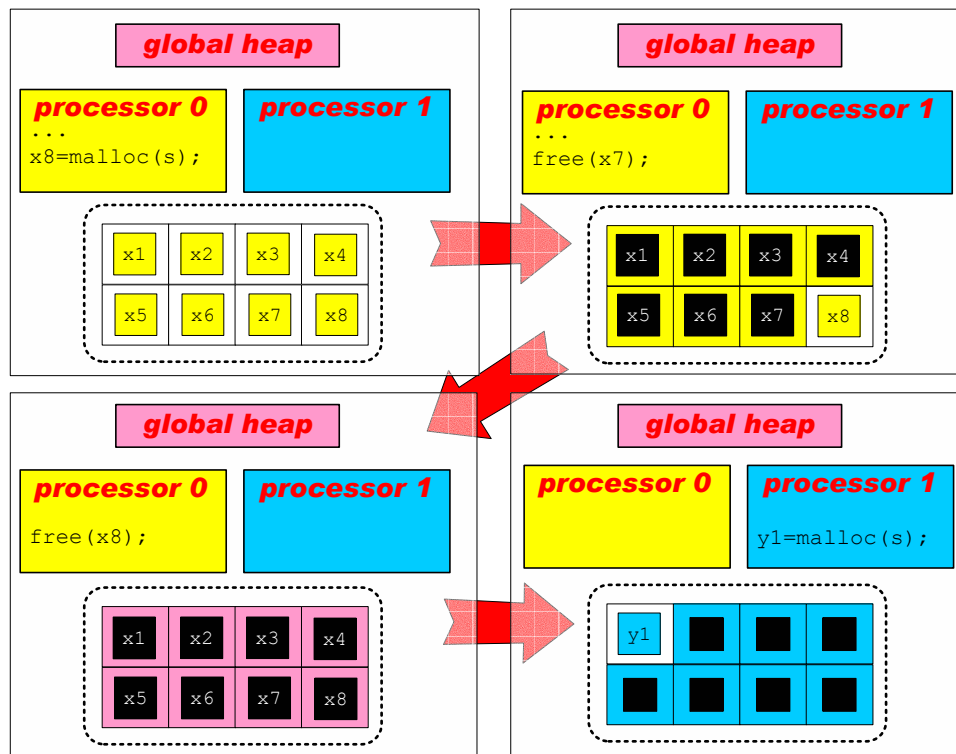 global heap
processor 0
processor 1
...
x8=malloc(s);
x1 x2 x3 x4
x5 x6 x7 x8
global heap
processor 0
processor 1
...
free(x7);
x1 x2 x3 x4
x5 x6 x7 x8
global heap
processor 0
processor 1
free(x8);
x1 x2 x3 x4
x5 x6 x7 x8
global heap
processor 0
processor 1
y1=malloc(s);
y1